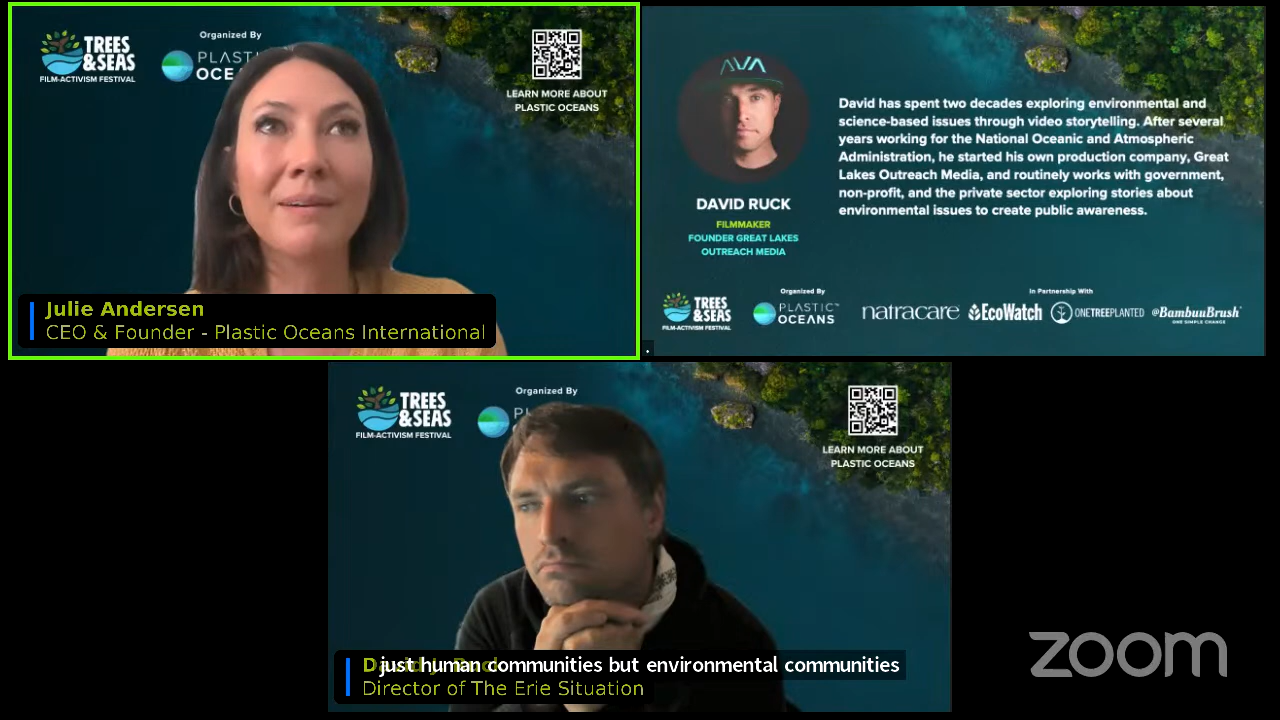 TREES
& SEAS
FILM-ACTIVISM FESTIVAL
Organized By
PLASTI
OCE
LEARN MORE ABOUT
PLASTIC OCEANS
Julie Andersen
CEO & Founder - Plastic Oceans International
AVA
DAVID RUCK
FILMMAKER
FOUNDER GREAT LAKES
OUTREACH MEDIA
David has spent two decades exploring environmental and
science-based issues through video storytelling. After several
years working for the National Oceanic and Atmospheric
Administration, he started his own production company, Great
Lakes Outreach Media, and routinely works with government,
non-profit, and the private sector exploring stories about
environmental issues to create public awareness.
TREES
& SEAS
FILM-ACTIVISM FESTIVAL
Organized By
PLASTIC™
OCEANS
In Partnership With
natracare
EcoWatch
ONETREEPLANTED
@BambuuBrush
ONE SIMPLE CHANGE
TREES
& SEAS
FILM-ACTIVISM FESTIVAL
Organized By
PL
LEARN MORE ABOUT
PLASTIC OCEANS
just human communities but environmental communities
Director of The Erie Situation
zoom